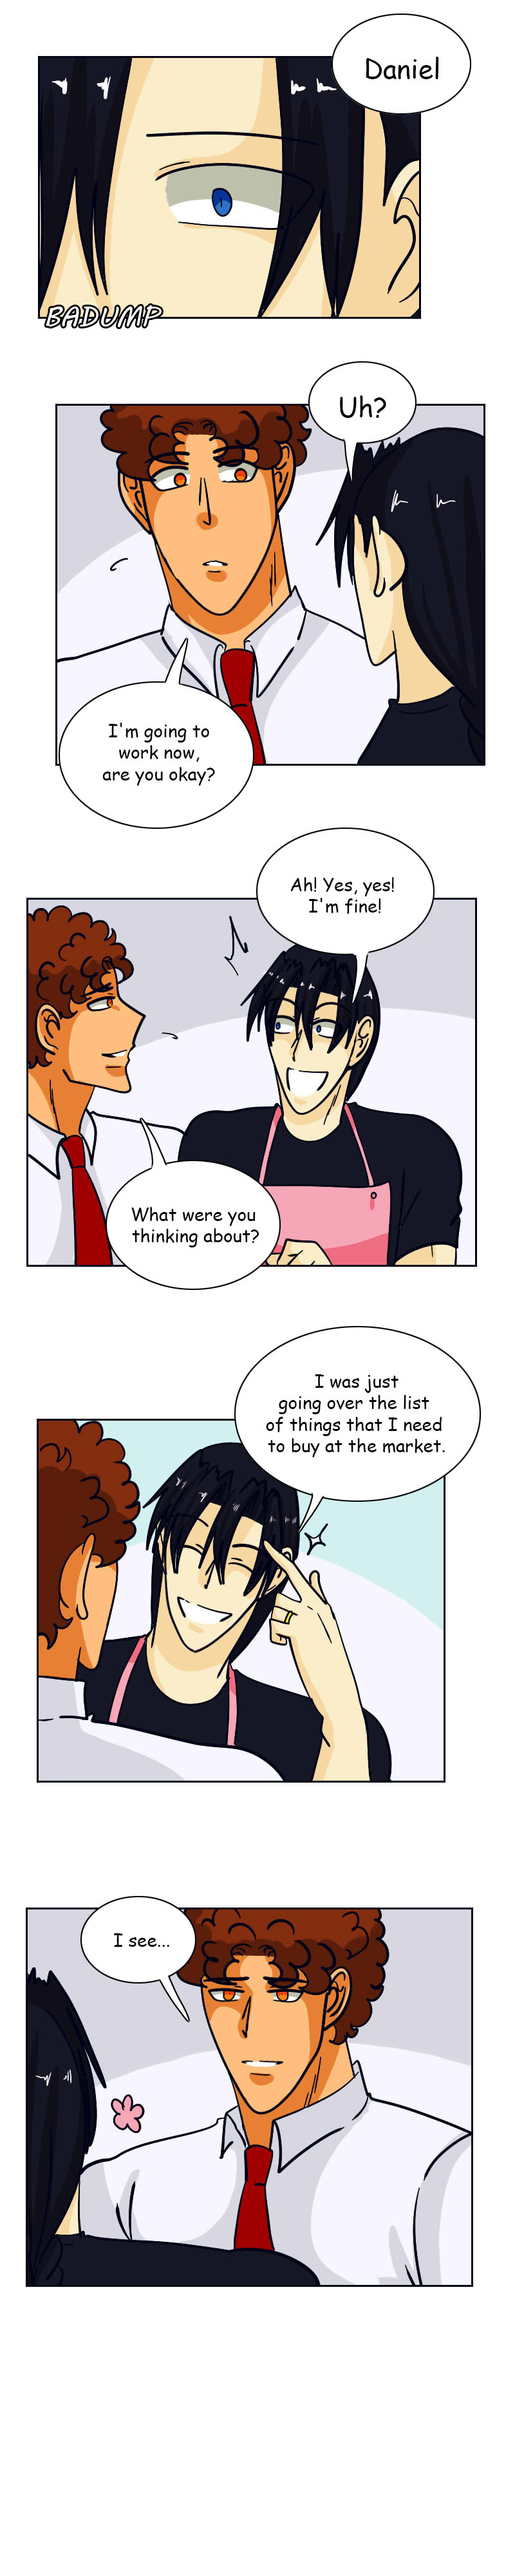 Daniel
BADUMP
Uh?
I'm going to
work now,
are you okay?
Ah! Yes, yes!
I'm fine!
What were you
thinking about?
I was just
going over the list
of things that I need
to buy at the market.
I see...